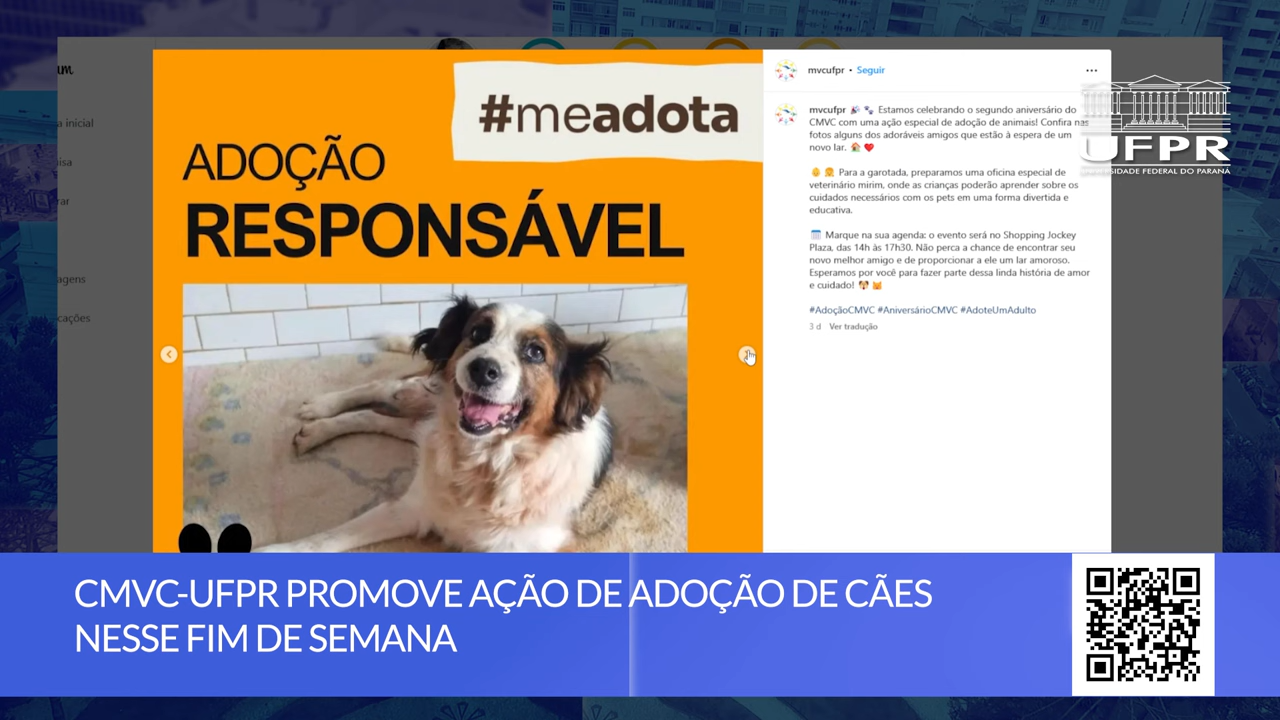 um
a inicial
isa
rar
agens
cações
#meadota
ADOÇÃO
RESPONSÁVEL
mvcufpr • Seguir
mvcufpr 🎉 🐾 Estamos celebrando o segundo aniversário do
CMVC com uma ação especial de adoção de animais! Confira nas
fotos alguns dos adoráveis amigos que estão à espera de um
novo lar. 🏠 ❤️
Para a garotada, preparamos uma oficina especial de
veterinário mirim, onde as crianças poderão aprender sobre os
cuidados necessários com os pets em uma forma divertida e
educativa.
Marque na sua agenda: o evento será no Shopping Jockey
Plaza, das 14h às 17h30. Não perca a chance de encontrar seu
novo melhor amigo e de proporcionar a ele um lar amoroso.
Esperamos por você para fazer parte dessa linda história de amor
e cuidado! 🐶 🐱
#AdoçãoCMVC #AniversárioCMVC #AdoteUmAdulto
3 d Ver tradução
UFPR
UNIVERSIDADE FEDERAL DO PARANÁ
CMVC-UFPR PROMOVE AÇÃO DE ADOÇÃO DE CÃES
NESSE FIM DE SEMANA